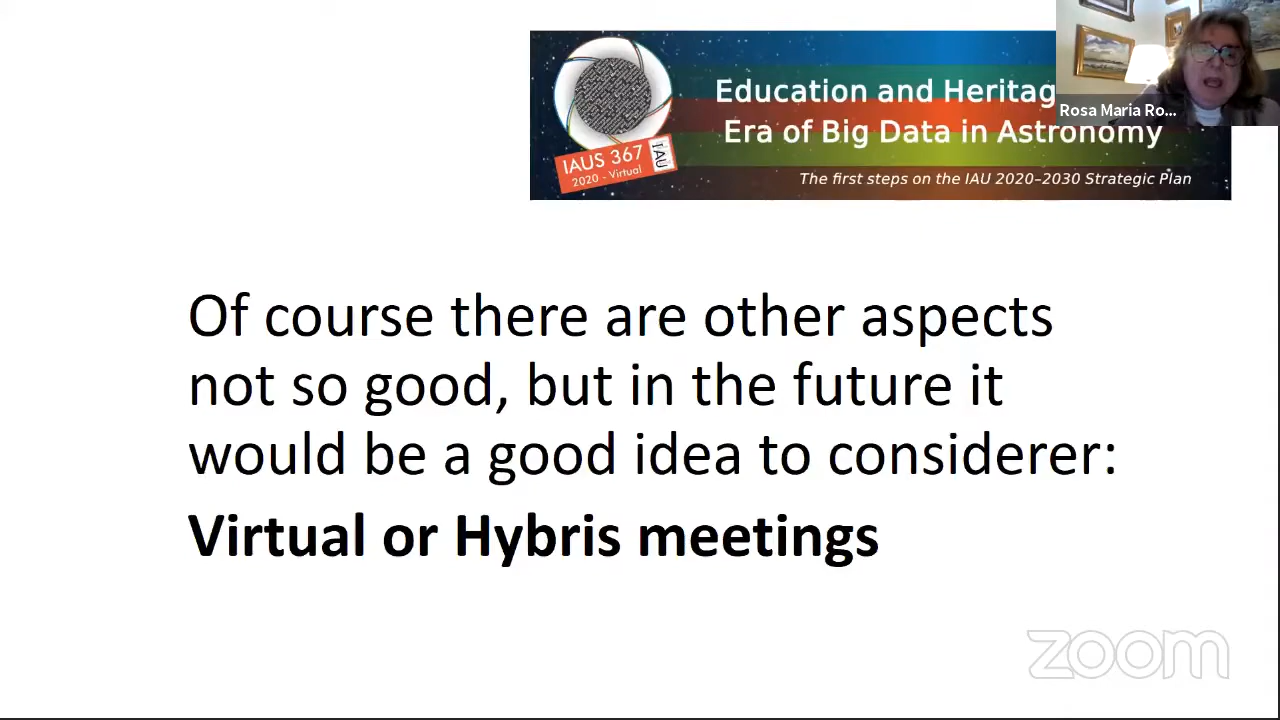 Education and Heritag
Era of Big Data in Astronomy
The first steps on the IAU 2020–2030 Strategic Plan
IAUS 367
2020 - Virtual
IAU
Rosa Maria Ro...
Of course there are other aspects
not so good, but in the future it
would be a good idea to considerer:
Virtual or Hybris meetings
zoom